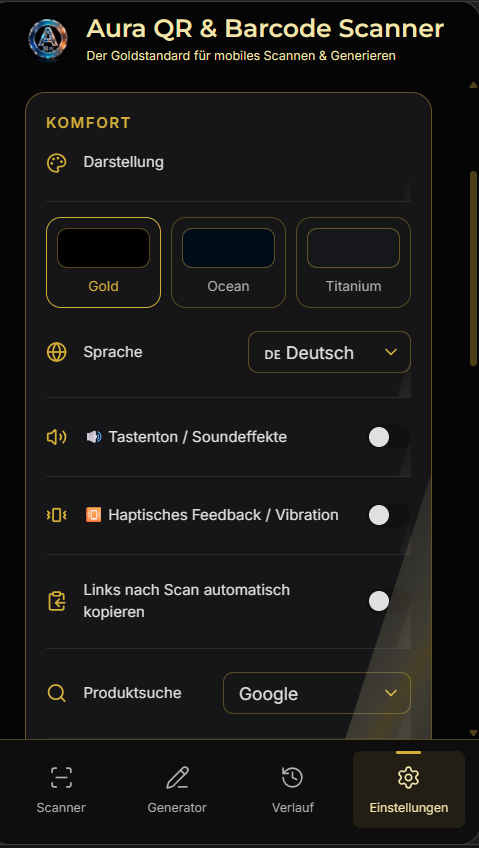 Aura QR & Barcode Scanner
Der Goldstandard für mobiles Scannen & Generieren
KOMFORT
Darstellung
Gold
Ocean
Titanium
Sprache
DE Deutsch
Tastenton / Soundeffekte
Haptisches Feedback / Vibration
Links nach Scan automatisch
kopieren
Produktsuche
Google
Scanner
Generator
Verlauf
Einstellungen